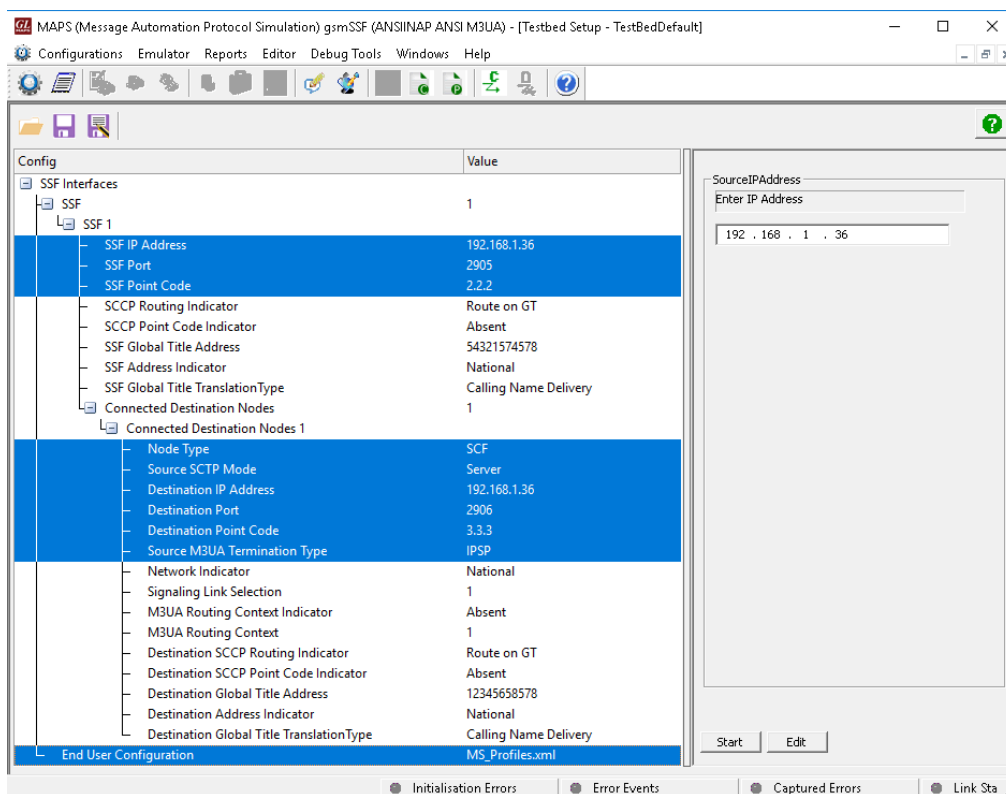 MAPS (Message Automation Protocol Simulation) gsmSSF (ANSIINAP ANSI M3UA) - [Testbed Setup - TestBedDefault]
Configurations Emulator Reports Editor Debug Tools Windows Help
Config Value
SSF Interfaces
SSF 1
SSF 1
SSF IP Address 192.168.1.36
SSF Port 2905
SSF Point Code 2.2.2
SCCP Routing Indicator Route on GT
SCCP Point Code Indicator Absent
SSF Global Title Address 54321574578
SSF Address Indicator National
SSF Global Title TranslationType Calling Name Delivery
Connected Destination Nodes 1
Connected Destination Nodes 1
Node Type SCF
Source SCTP Mode Server
Destination IP Address 192.168.1.36
Destination Port 2906
Destination Point Code 3.3.3
Source M3UA Termination Type IPSP
Network Indicator National
Signaling Link Selection 1
M3UA Routing Context Indicator Absent
M3UA Routing Context 1
Destination SCCP Routing Indicator Route on GT
Destination SCCP Point Code Indicator Absent
Destination Global Title Address 12345658578
Destination Address Indicator National
Destination Global Title TranslationType Calling Name Delivery
End User Configuration MS_Profiles.xml
SourceIPAddress
Enter IP Address
192 . 168 . 1 . 36
Start Edit
Initialisation Errors Error Events Captured Errors Link Sta